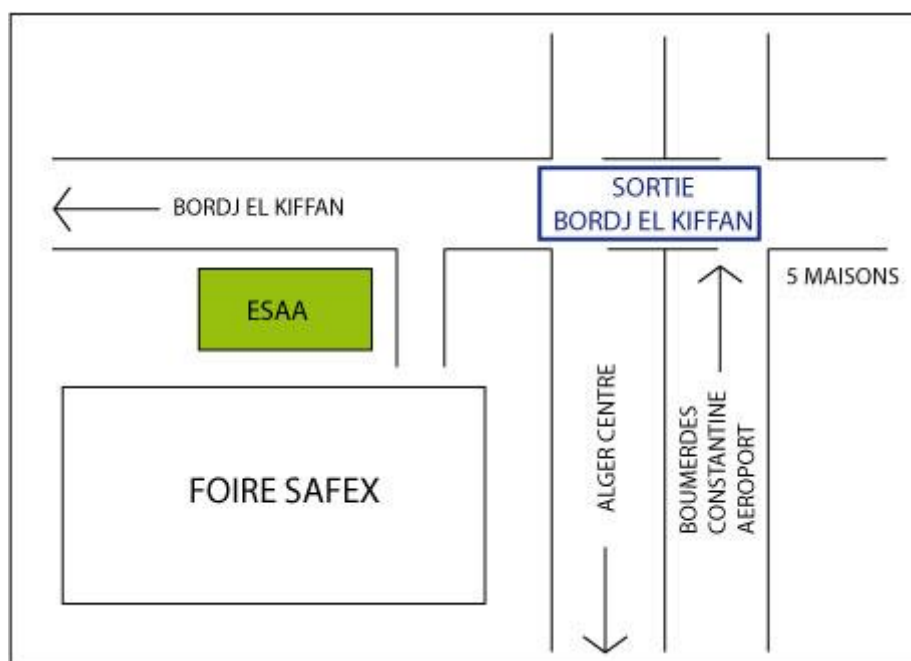 SORTIE
BORDJ EL KIFFAN
BORDJ EL KIFFAN
5 MAISONS
ESAA
FOIRE SAFEX
ALGER CENTRE
BOUMERDES
CONSTANTINE
AEROPORT